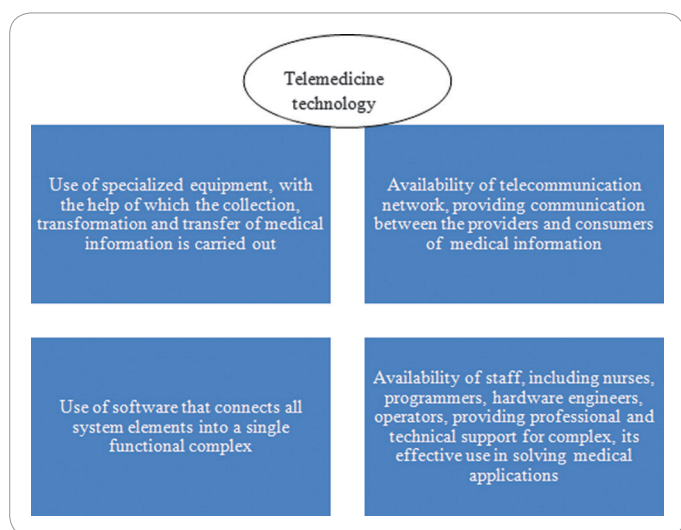 Telemedicine
technology
Use of specialized equipment, with
the help of which the collection,
transformation and transfer of medical
information is carried out
Availability of telecommunication
network, providing communication
between the providers and consumers
of medical information
Use of software that connects all
system elements into a single
functional complex
Availability of staff, including nurses,
programmers, hardware engineers,
operators, providing professional and
technical support for complex, its
effective use in solving medical
applications